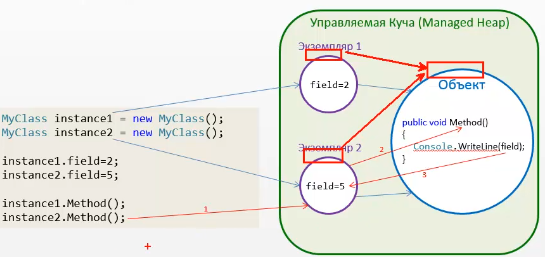 Управляемая Куча (Managed Heap)
Экземпляр 1
field=2
Объект
MyClass instance1 = new MyClass();
MyClass instance2 = new MyClass();
instance1.field=2;
instance2.field=5;
instance1.Method();
instance2.Method();
1
public void Method()
{
Console.WriteLine(field);
}
Экземпляр 2
field=5
2
3